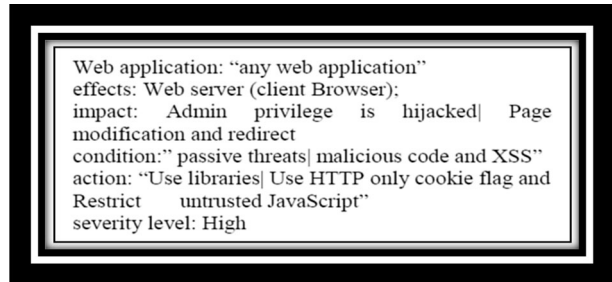 Web application: “any web application”
effects: Web server (client Browser);
impact: Admin privilege is hijacked| Page
modification and redirect
condition:” passive threats| malicious code and XSS”
action: “Use libraries| Use HTTP only cookie flag and
Restrict untrusted JavaScript”
severity level: High